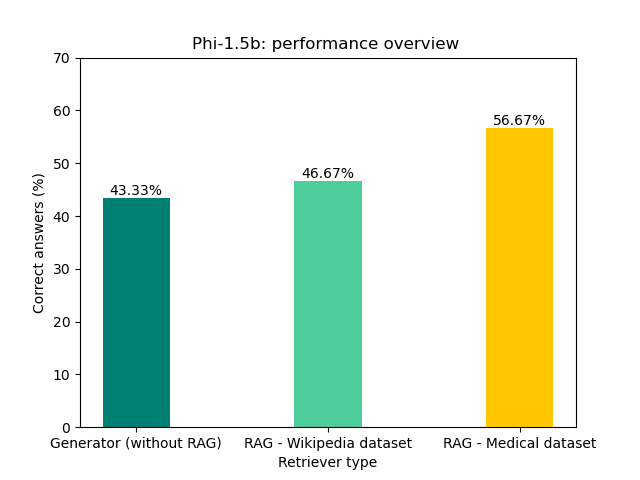 Phi-1.5b: performance overview
70
60
50
40
30
20
10
0
Correct answers (%)
43.33%
46.67%
56.67%
Generator (without RAG)
RAG - Wikipedia dataset
RAG - Medical dataset
Retriever type